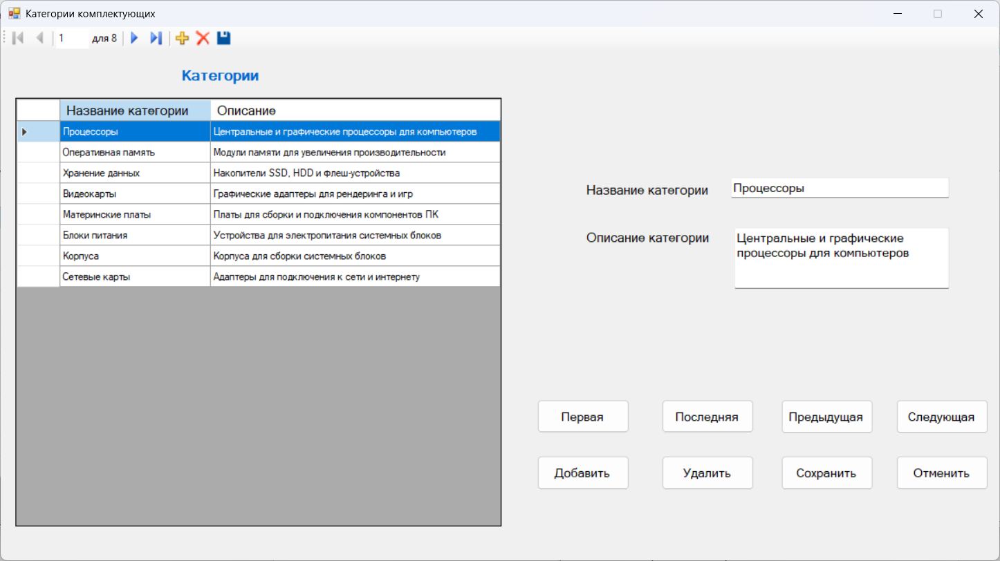 Категории комплектующих
1 для 8
Категории
Название категории Описание
Процессоры Центральные и графические процессоры для компьютеров
Оперативная память Модули памяти для увеличения производительности
Хранение данных Накопители SSD, HDD и флеш-устройства
Видеокарты Графические адаптеры для рендеринга и игр
Материнские платы Платы для сборки и подключения компонентов ПК
Блоки питания Устройства для электропитания системных блоков
Корпуса Корпуса для сборки системных блоков
Сетевые карты Адаптеры для подключения к сети и интернету
Название категории Процессоры
Описание категории Центральные и графические
процессоры для компьютеров
Первая Последняя Предыдущая Следующая
Добавить Удалить Сохранить Отменить